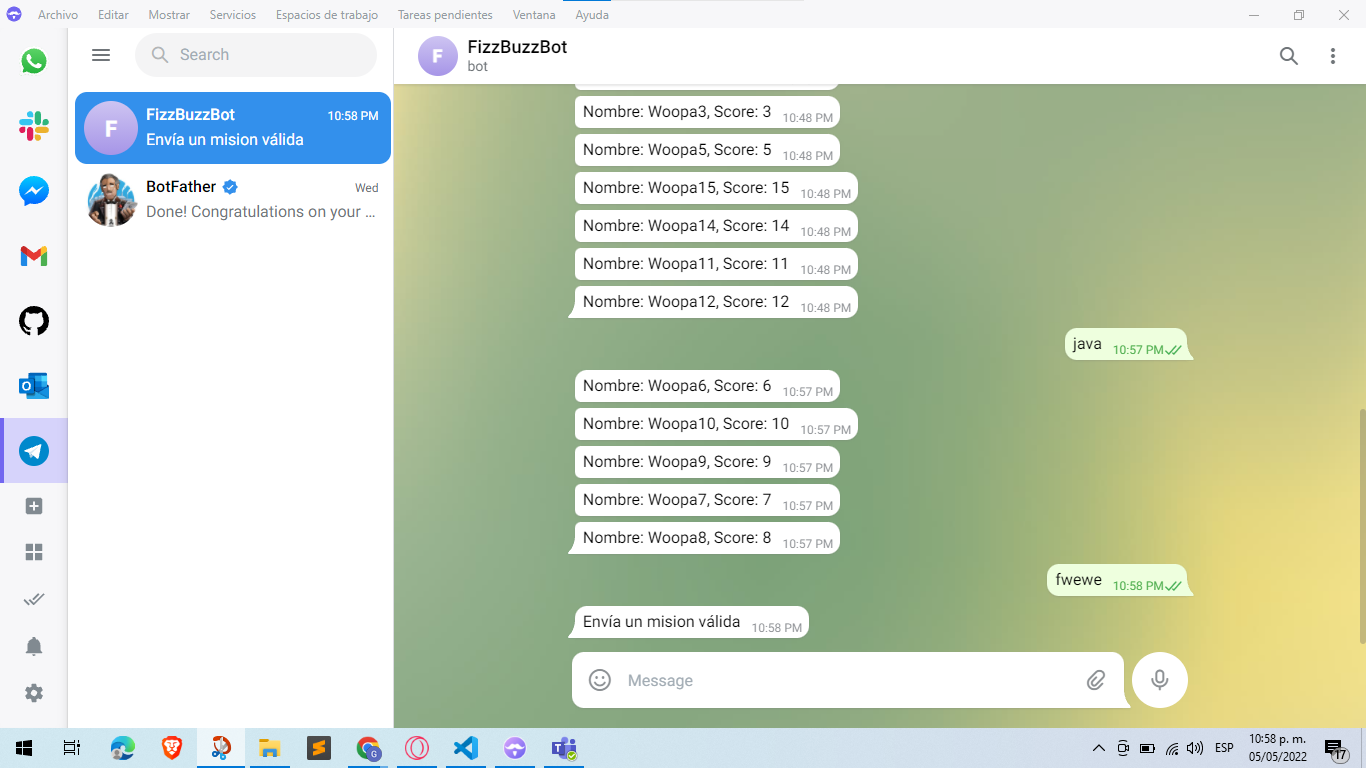 Archivo Editar Mostrar Servicios Espacios de trabajo Tareas pendientes Ventana Ayuda
Search
F
FizzBuzzBot 10:58 PM
Envía un mision válida
BotFather Wed
Done! Congratulations on your ...
F
FizzBuzzBot
bot
Nombre: Woopa3, Score: 3 10:48 PM
Nombre: Woopa5, Score: 5 10:48 PM
Nombre: Woopa15, Score: 15 10:48 PM
Nombre: Woopa14, Score: 14 10:48 PM
Nombre: Woopa11, Score: 11 10:48 PM
Nombre: Woopa12, Score: 12 10:48 PM
java 10:57 PM
Nombre: Woopa6, Score: 6 10:57 PM
Nombre: Woopa10, Score: 10 10:57 PM
Nombre: Woopa9, Score: 9 10:57 PM
Nombre: Woopa7, Score: 7 10:57 PM
Nombre: Woopa8, Score: 8 10:57 PM
fwewe 10:58 PM
Envía un mision válida 10:58 PM
Message
ESP
10:58 p. m.
05/05/2022
17